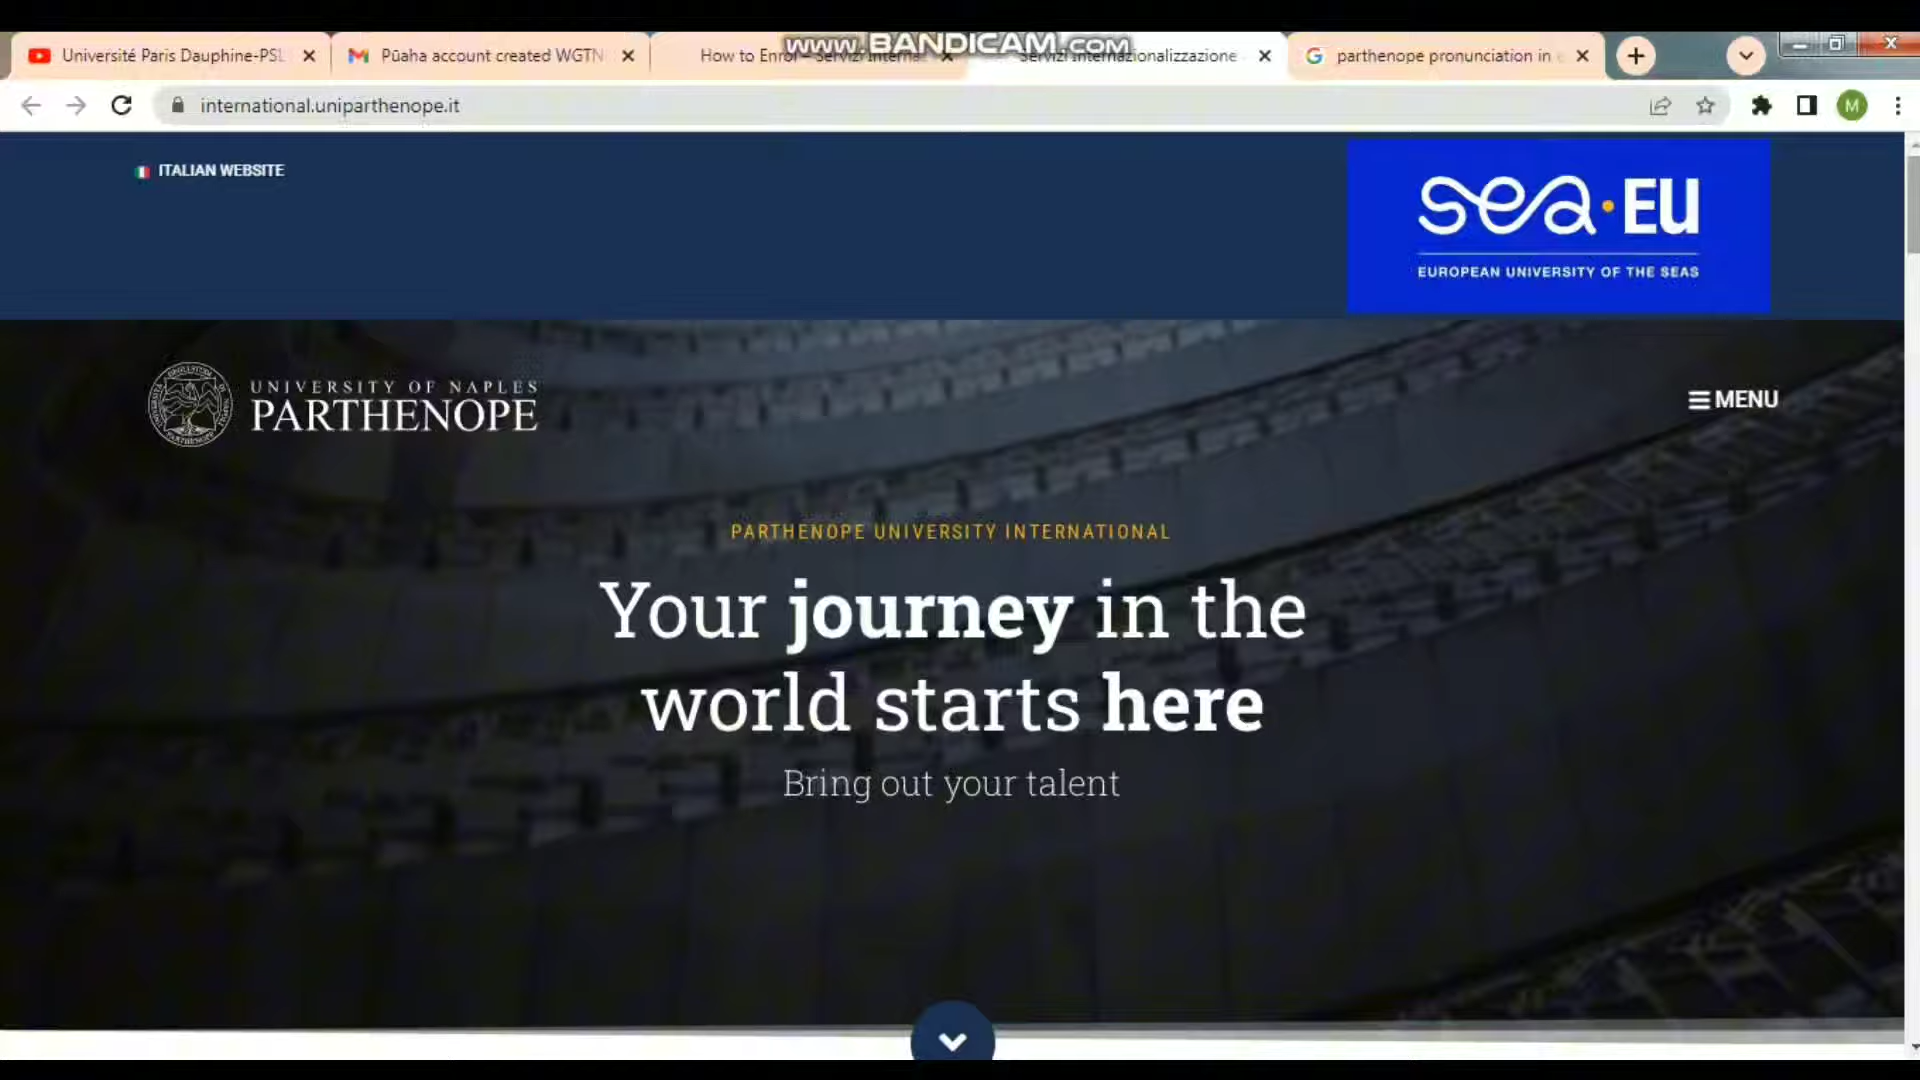 www.BANDICAM.com
Université Paris Dauphine-PSL
Pūaha account created WGTN
How to Enrol – Servizi Interna
Servizi Internazionalizzazione
parthenope pronunciation in e
international.uniparthenope.it
M
ITALIAN WEBSITE
sea·EU
EUROPEAN UNIVERSITY OF THE SEAS
UNIVERSITY OF NAPLES
PARTHENOPE
MENU
PARTHENOPE UNIVERSITY INTERNATIONAL
Your journey in the
world starts here
Bring out your talent